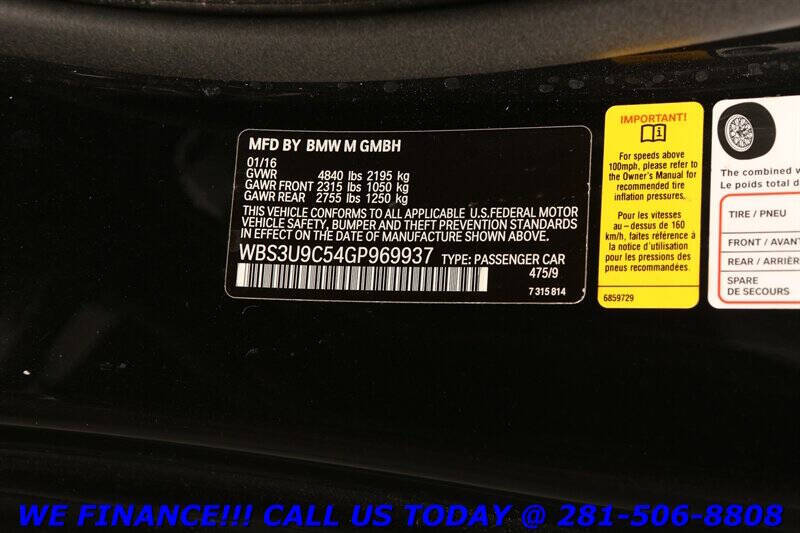 MFD BY BMW M GMBH
01/16
GVWR 4840 lbs 2195 kg
GAWR FRONT 2315 lbs 1050 kg
GAWR REAR 2755 lbs 1250 kg
THIS VEHICLE CONFORMS TO ALL APPLICABLE U.S.FEDERAL MOTOR
VEHICLE SAFETY, BUMPER AND THEFT PREVENTION STANDARDS
IN EFFECT ON THE DATE OF MANUFACTURE SHOWN ABOVE.
WBS3U9C54GP969937 TYPE: PASSENGER CAR
475/9
7 315 814
IMPORTANT!
For speeds above
100mph, please refer to
the Owner's Manual for
recommended tire
inflation pressures.
Pour les vitesses
au - dessus de 160
km/h, faites référence à
la notice d'utilisation
pour les pressions des
pneus recommandées.
6859729
The combined w
Le poids total d
TIRE / PNEU
FRONT / AVANT
REAR / ARRIÈR
SPARE
DE SECOURS
WE FINANCE!!! CALL US TODAY @ 281-506-8808